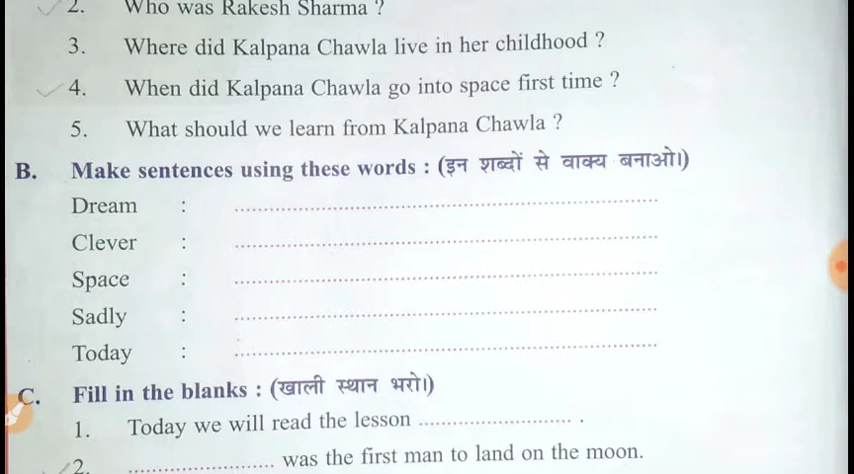 2. Who was Rakesh Sharma ?
3. Where did Kalpana Chawla live in her childhood ?
4. When did Kalpana Chawla go into space first time ?
5. What should we learn from Kalpana Chawla ?
B. Make sentences using these words : (इन शब्दों से वाक्य बनाओ।)
Dream : ........................................
Clever : ........................................
Space : ........................................
Sadly : ........................................
Today : ........................................
C. Fill in the blanks : (खाली स्थान भरो।)
1. Today we will read the lesson .......................... .
2. ........................ was the first man to land on the moon.